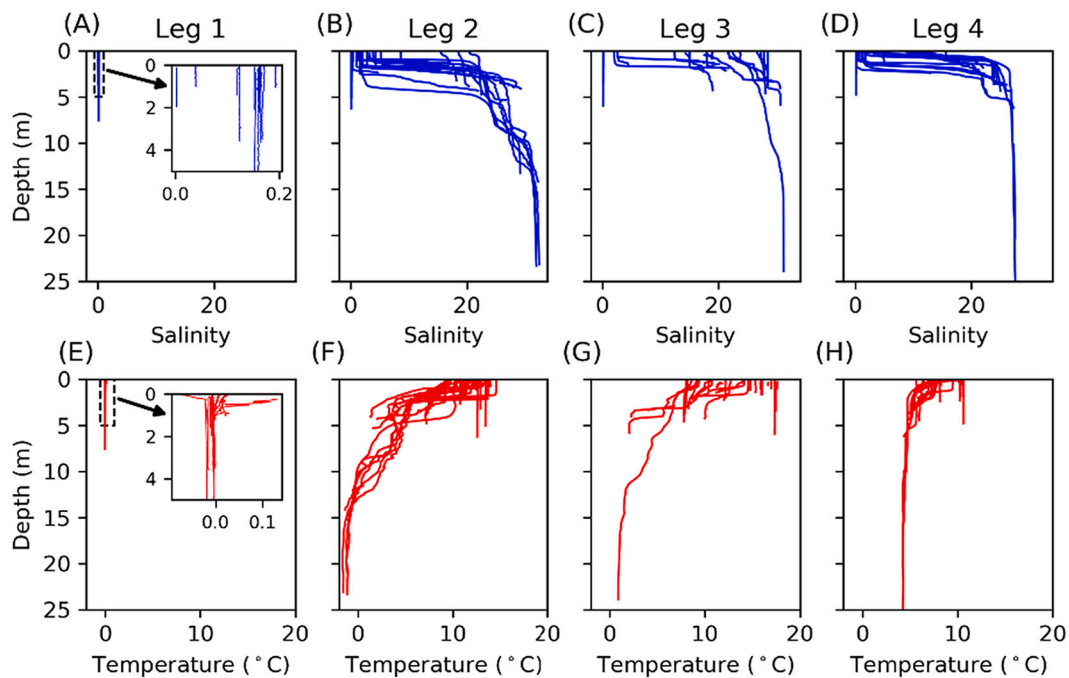 (A) Leg 1 (B) Leg 2 (C) Leg 3 (D) Leg 4
0
5
10
15
20
25
Depth (m)
0 20
Salinity
0
2
4
0.0 0.2
0 20
Salinity
0 20
Salinity
0 20
Salinity
(E) (F) (G) (H)
0
5
10
15
20
25
Depth (m)
0 10 20
Temperature (°C)
0
2
4
0.0 0.1
0 10 20
Temperature (°C)
0 10 20
Temperature (°C)
0 10 20
Temperature (°C)